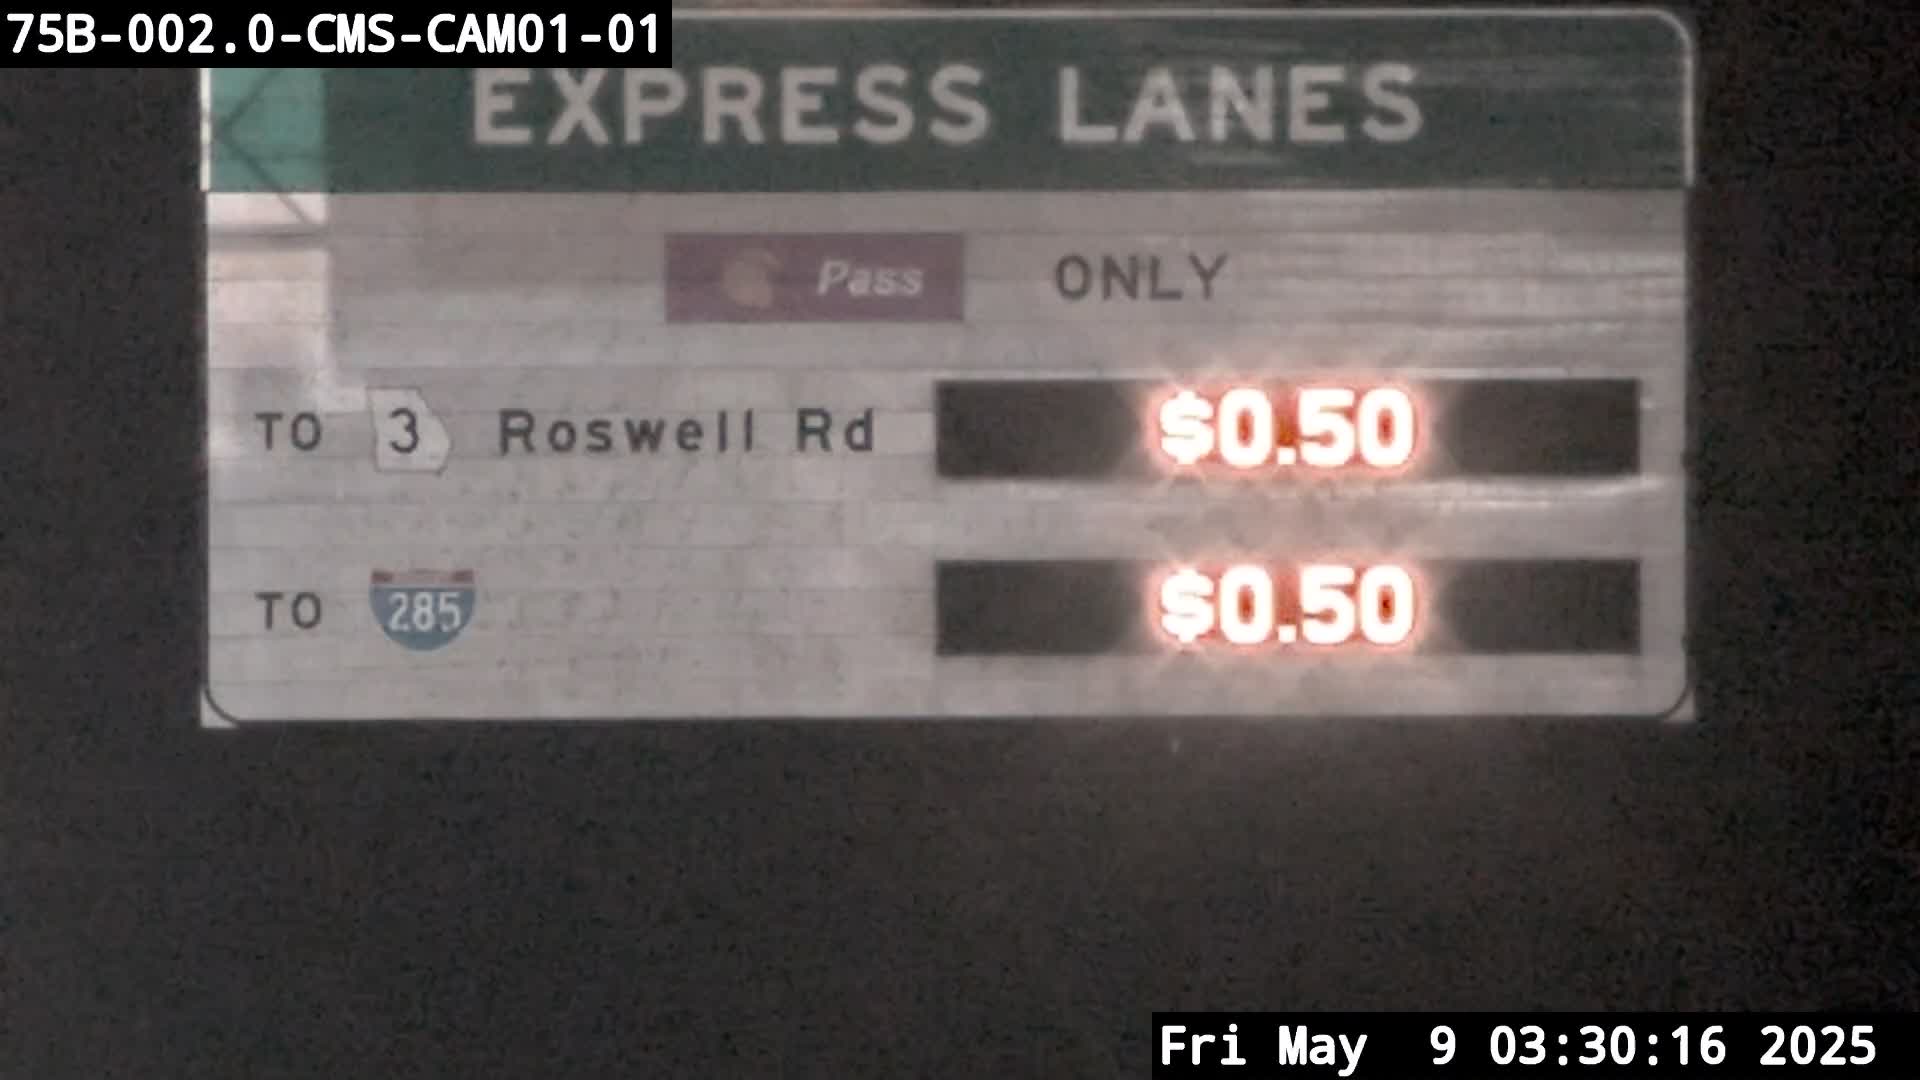 75B-002.0-CMS-CAM01-01
EXPRESS LANES
Pass ONLY
TO 3 Roswell Rd $0.50
TO 285 $0.50
Fri May 9 03:30:16 2025